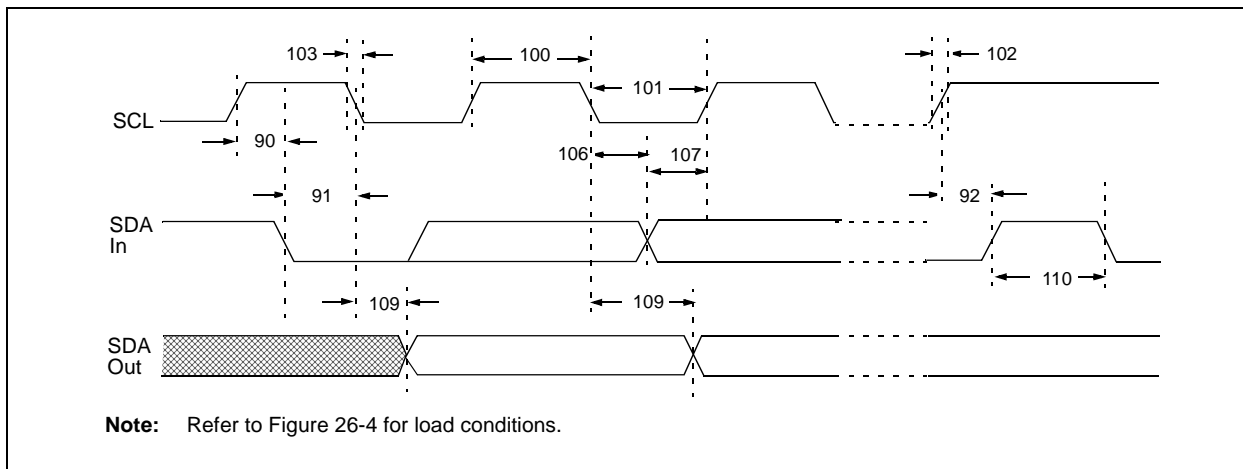 103
100
102
101
SCL
90
106
107
91
92
SDA
In
110
109
109
SDA
Out
Note: Refer to Figure 26-4 for load conditions.